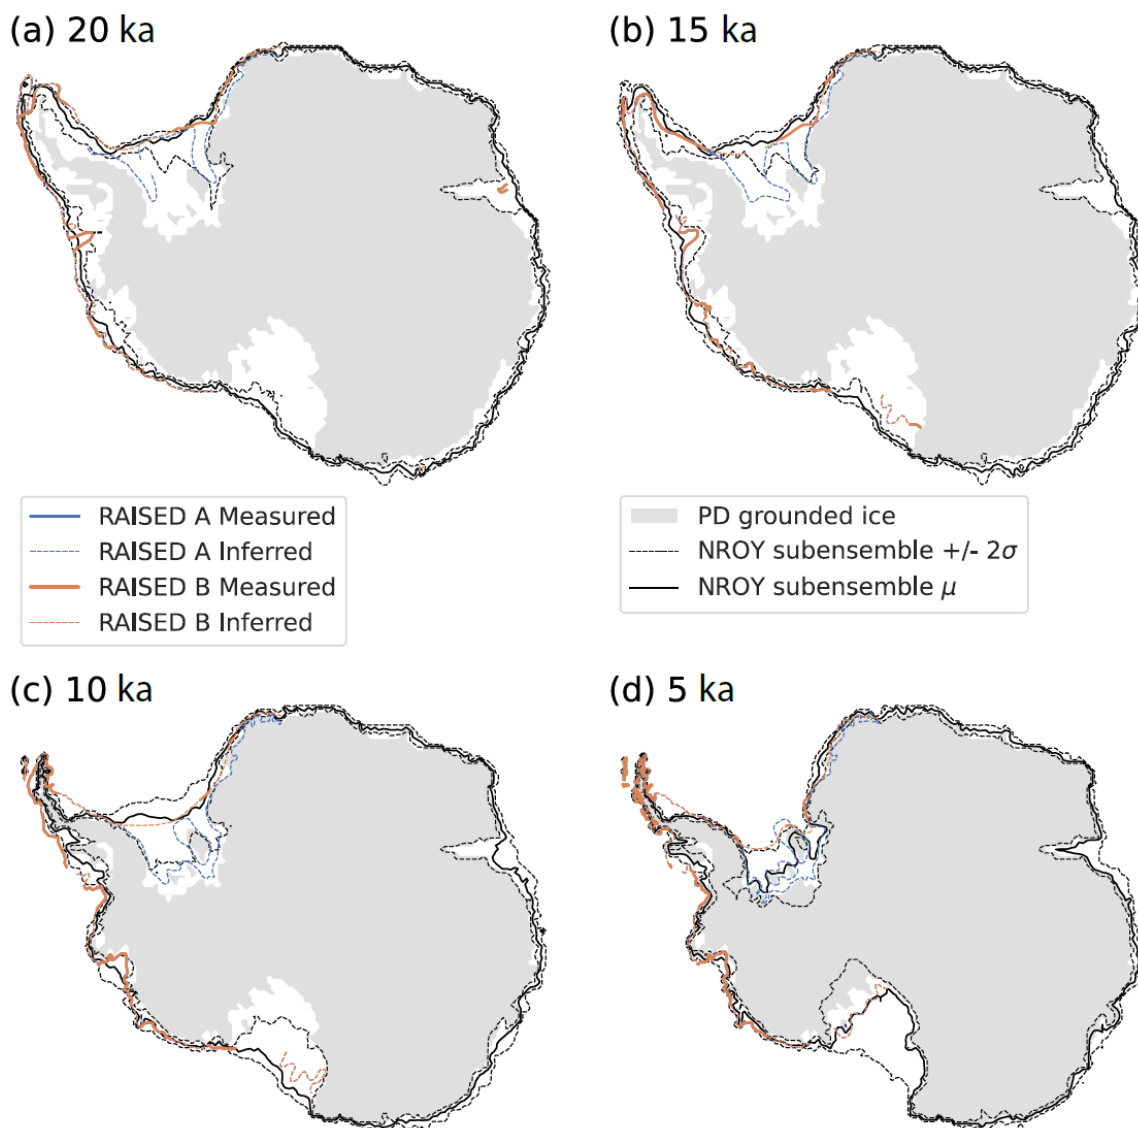 (a) 20 ka
(b) 15 ka
RAISED A Measured
RAISED A Inferred
RAISED B Measured
RAISED B Inferred
PD grounded ice
NROY subensemble +/- 2σ
NROY subensemble μ
(c) 10 ka
(d) 5 ka